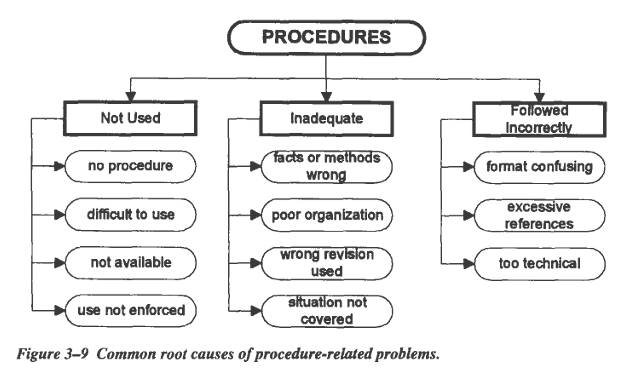 PROCEDURES
Not Used
no procedure
difficult to use
not available
use not enforced
Inadequate
facts or methods
wrong
poor organization
wrong revision
used
situation not
covered
Followed
Incorrectly
format confusing
excessive
references
too technical
Figure 3–9 Common root causes of procedure-related problems.